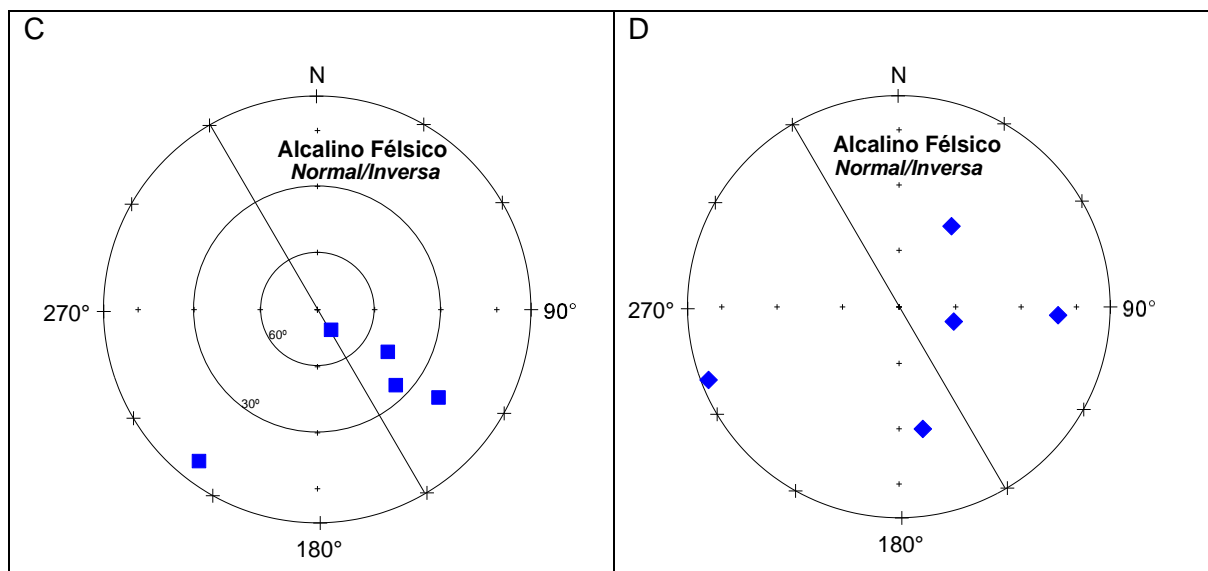 C
N
Alcalino Félsico
Normal/Inversa
270°
90°
60º
30º
180°
D
N
Alcalino Félsico
Normal/Inversa
270°
90°
180°